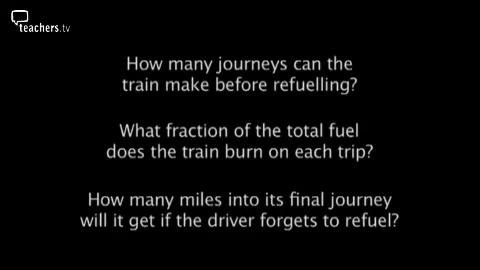 teachers.tv
How many journeys can the
train make before refuelling?
What fraction of the total fuel
does the train burn on each trip?
How many miles into its final journey
will it get if the driver forgets to refuel?